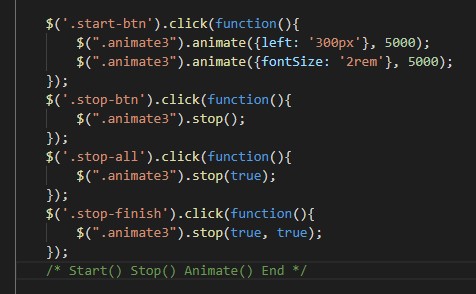 $('.start-btn').click(function(){
    $(".animate3").animate({left: '300px'}, 5000);
    $(".animate3").animate({fontSize: '2rem'}, 5000);
});
$('.stop-btn').click(function(){
    $(".animate3").stop();
});
$('.stop-all').click(function(){
    $(".animate3").stop(true);
});
$('.stop-finish').click(function(){
    $(".animate3").stop(true, true);
});
/* Start() Stop() Animate() End */